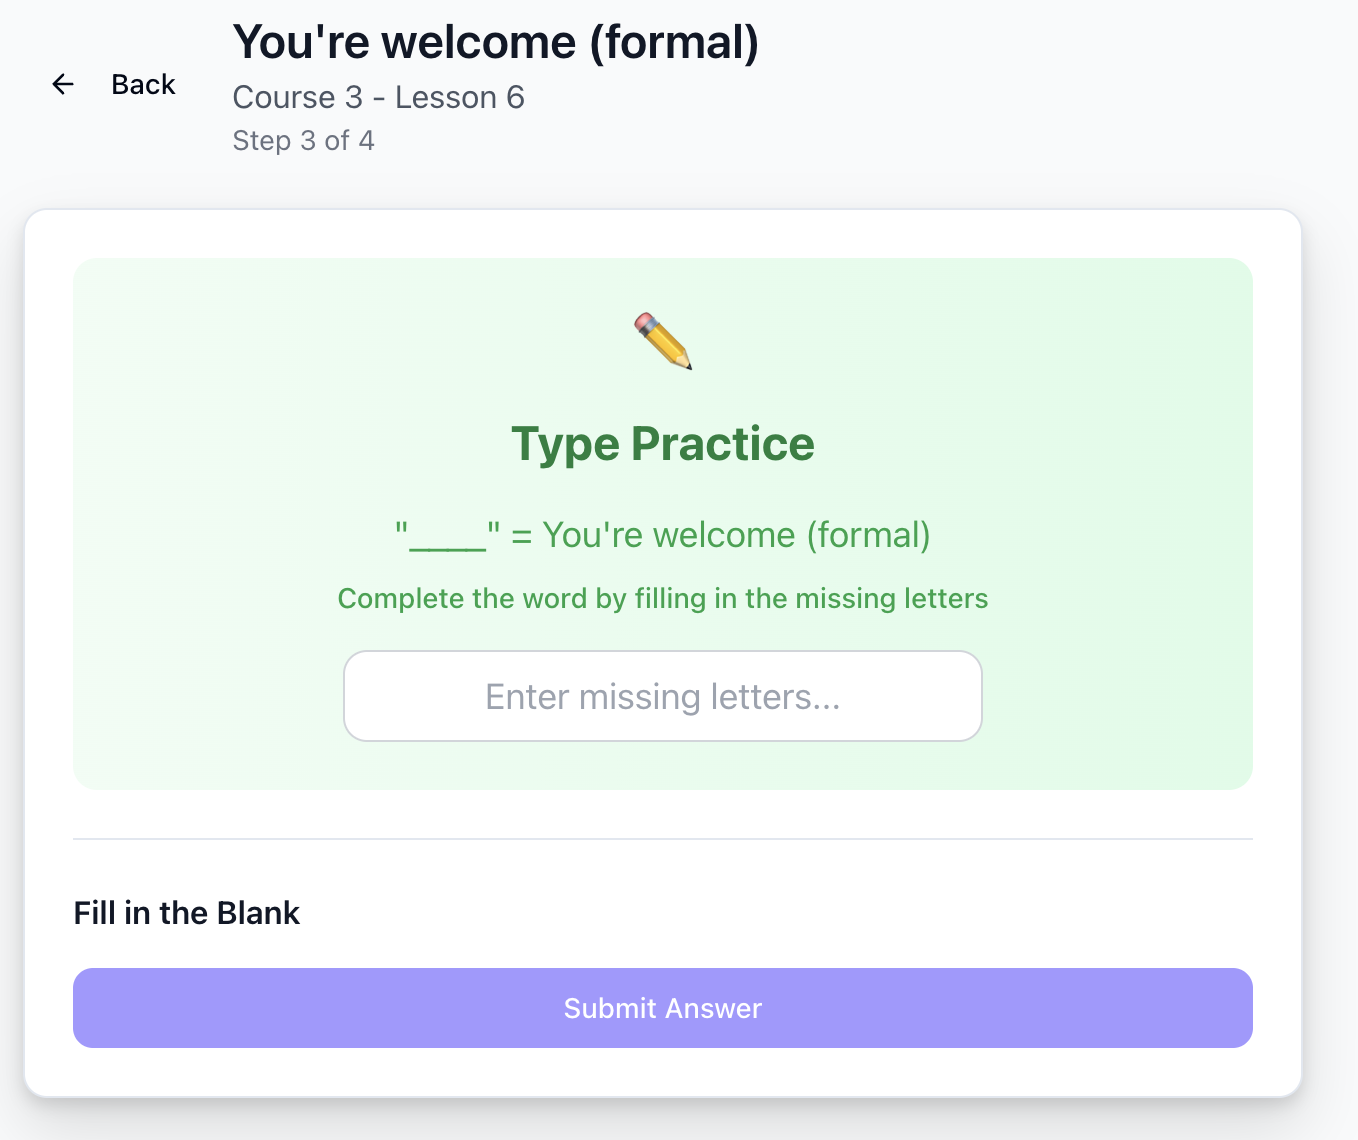 You're welcome (formal)
← Back
Course 3 - Lesson 6
Step 3 of 4
Type Practice
"____" = You're welcome (formal)
Complete the word by filling in the missing letters
Enter missing letters...
Fill in the Blank
Submit Answer